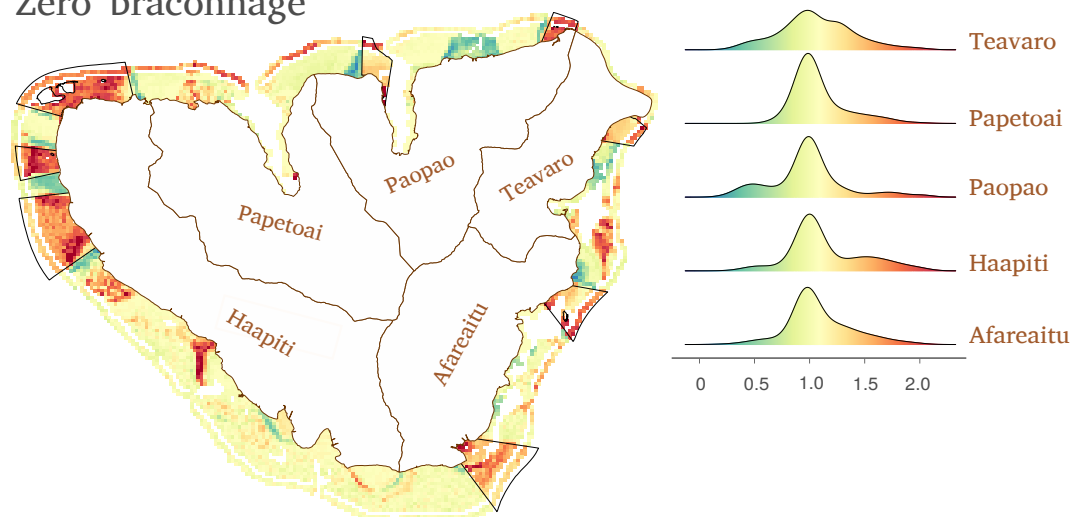 Zéro braconnage
Teavaro
Papetoai
Paopao
Haapiti
Afareaitu
0 0.5 1.0 1.5 2.0
Paopao
Teavaro
Papetoai
Haapiti
Afareaitu